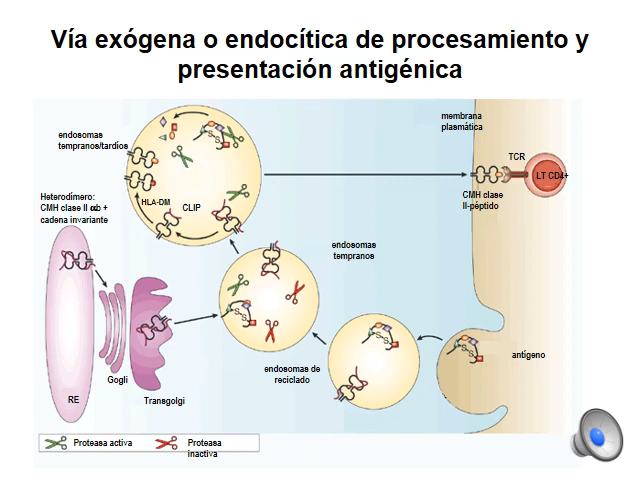 Vía exógena o endocítica de procesamiento y
presentación antigénica
membrana
plasmática
endosomas
tempranos/tardíos
TCR
LT CD4+
CMH clase
II-péptido
Heterodímero:
CMH clase II αb +
cadena invariante
HLA-DM
CLIP
endosomas
tempranos
S
S
S
S
S
S
S
S
antígeno
endosomas de
reciclado
Gogli
RE
Transgolgi
Proteasa activa
Proteasa
inactiva